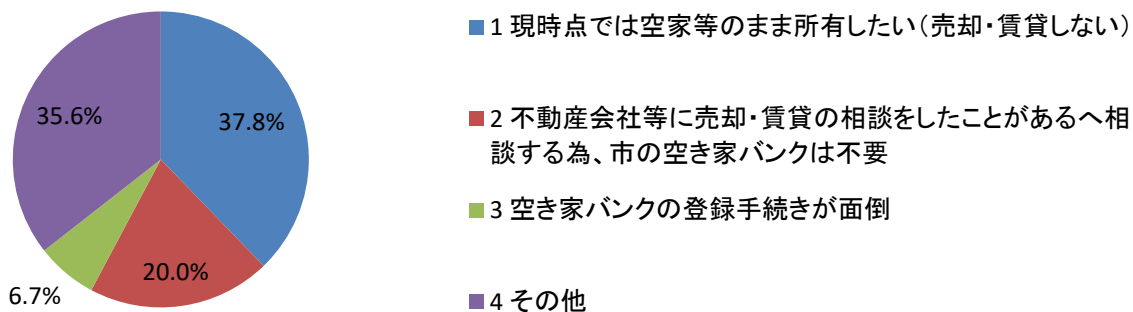 1 現時点では空家等のまま所有したい（売却・賃貸しない）
35.6%
37.8%
2 不動産会社等に売却・賃貸の相談をしたことがあるへ相
談する為、市の空き家バンクは不要
3 空き家バンクの登録手続きが面倒
20.0%
6.7%
4 その他